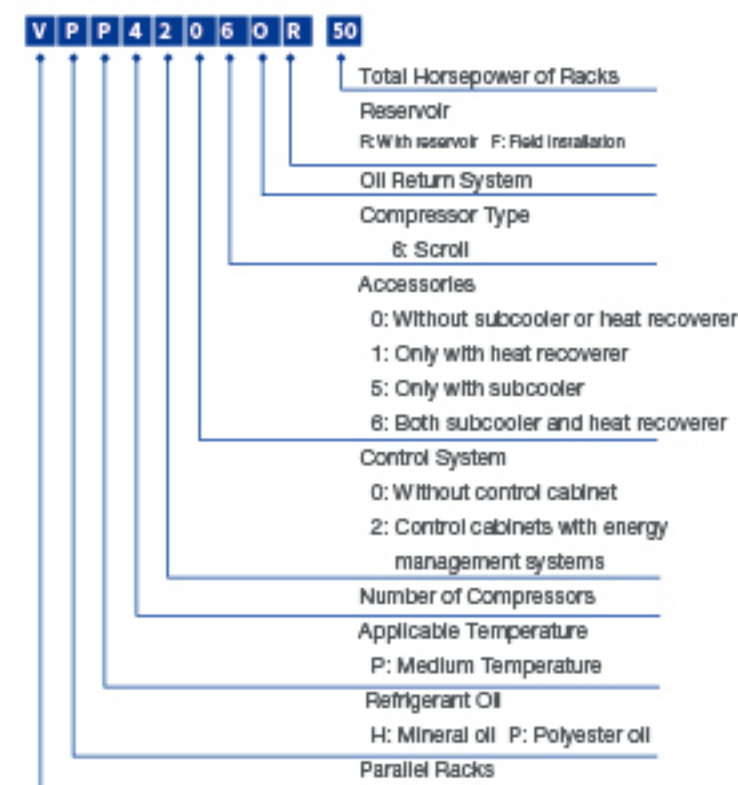 V P P 4 2 0 6 O R 50
Total Horsepower of Racks
Reservoir
R: With reservoir F: Field Installation
Oil Return System
Compressor Type
6: Scroll
Accessories
0: Without subcooler or heat recoverer
1: Only with heat recoverer
5: Only with subcooler
6: Both subcooler and heat recoverer
Control System
0: Without control cabinet
2: Control cabinets with energy
management systems
Number of Compressors
Applicable Temperature
P: Medium Temperature
Refrigerant Oil
H: Mineral oil P: Polyester oil
Parallel Racks